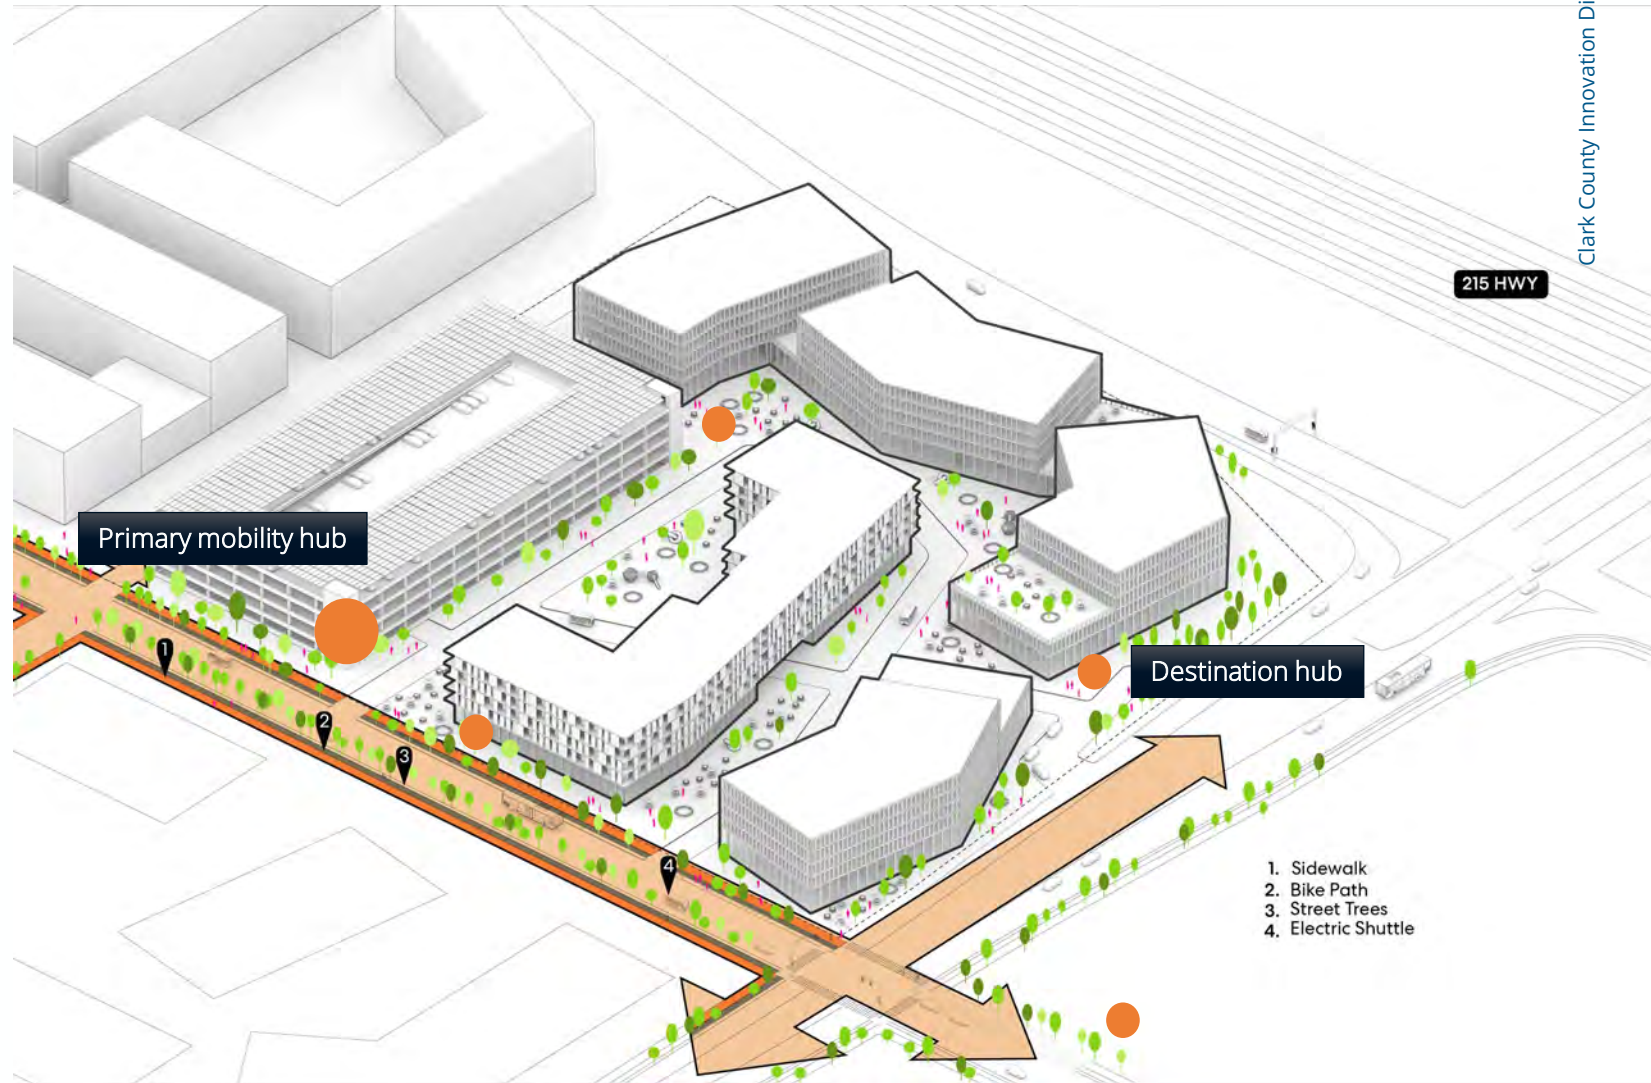 Clark County Innovation Di
215 HWY
Primary mobility hub
Destination hub
1
2
3
4
1. Sidewalk
2. Bike Path
3. Street Trees
4. Electric Shuttle